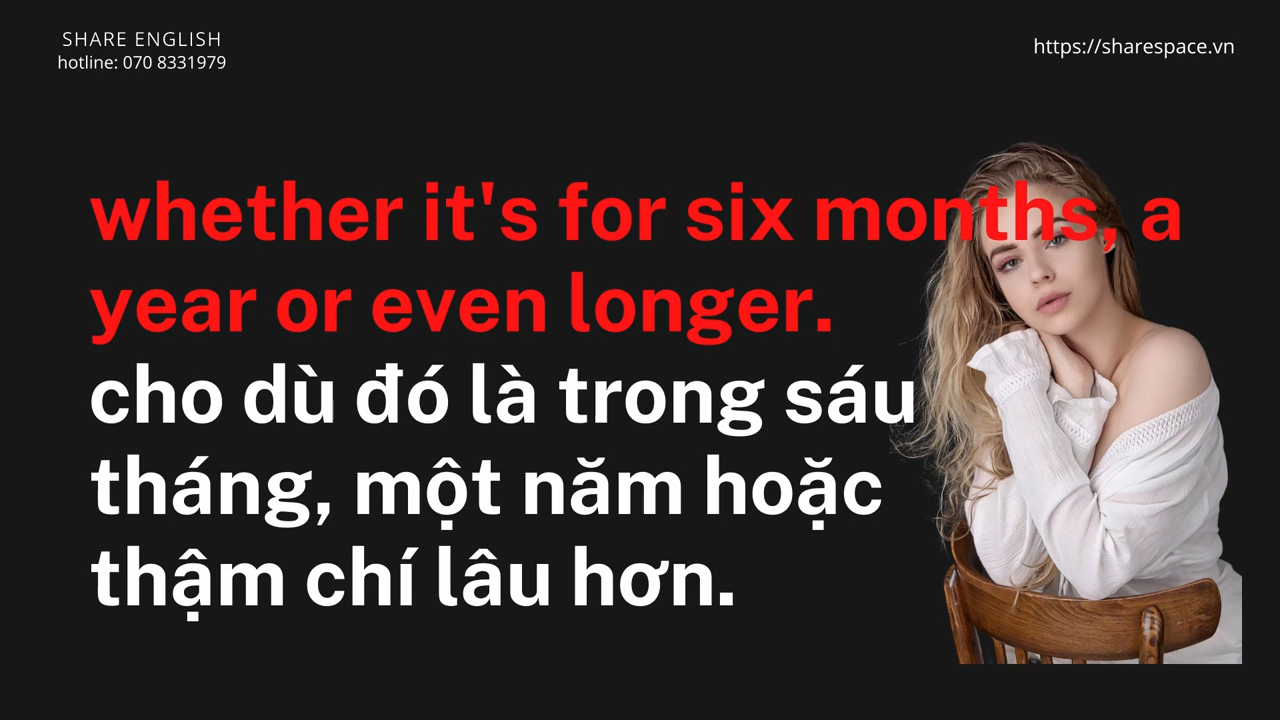 SHARE ENGLISH
hotline: 070 8331979
https://sharespace.vn
whether it's for six months, a
year or even longer.
cho dù đó là trong sáu
tháng, một năm hoặc
thậm chí lâu hơn.